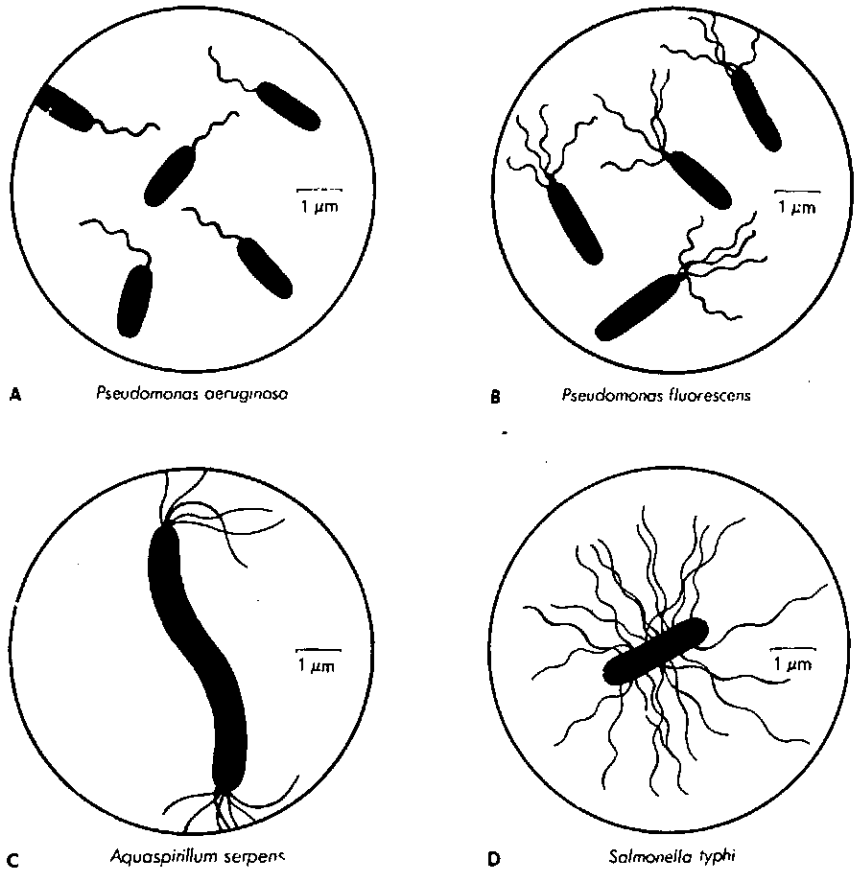 1 μm
A Pseudomonas aeruginosa
1 μm
B Pseudomonas fluorescens
1 μm
C Aquaspirillum serpens
1 μm
D Salmonella typhi